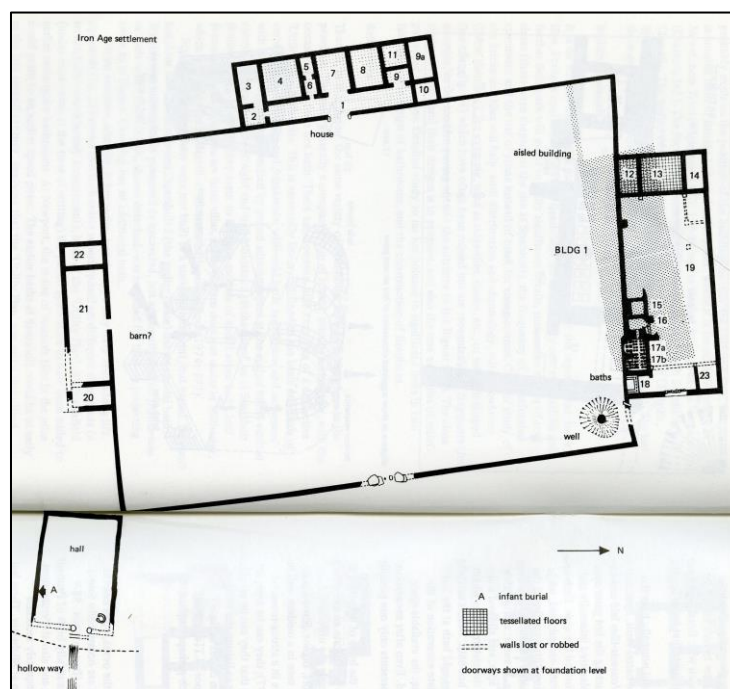 Iron Age settlement
3
4
5
6
7
8
11
9a
9
10
2
1
house
aisled building
12
13
14
BLDG 1
19
15
16
17a
17b
baths
18
23
well
22
21
barn?
20
hall
A
N
A infant burial
tessellated floors
walls lost or robbed
doorways shown at foundation level
hollow way